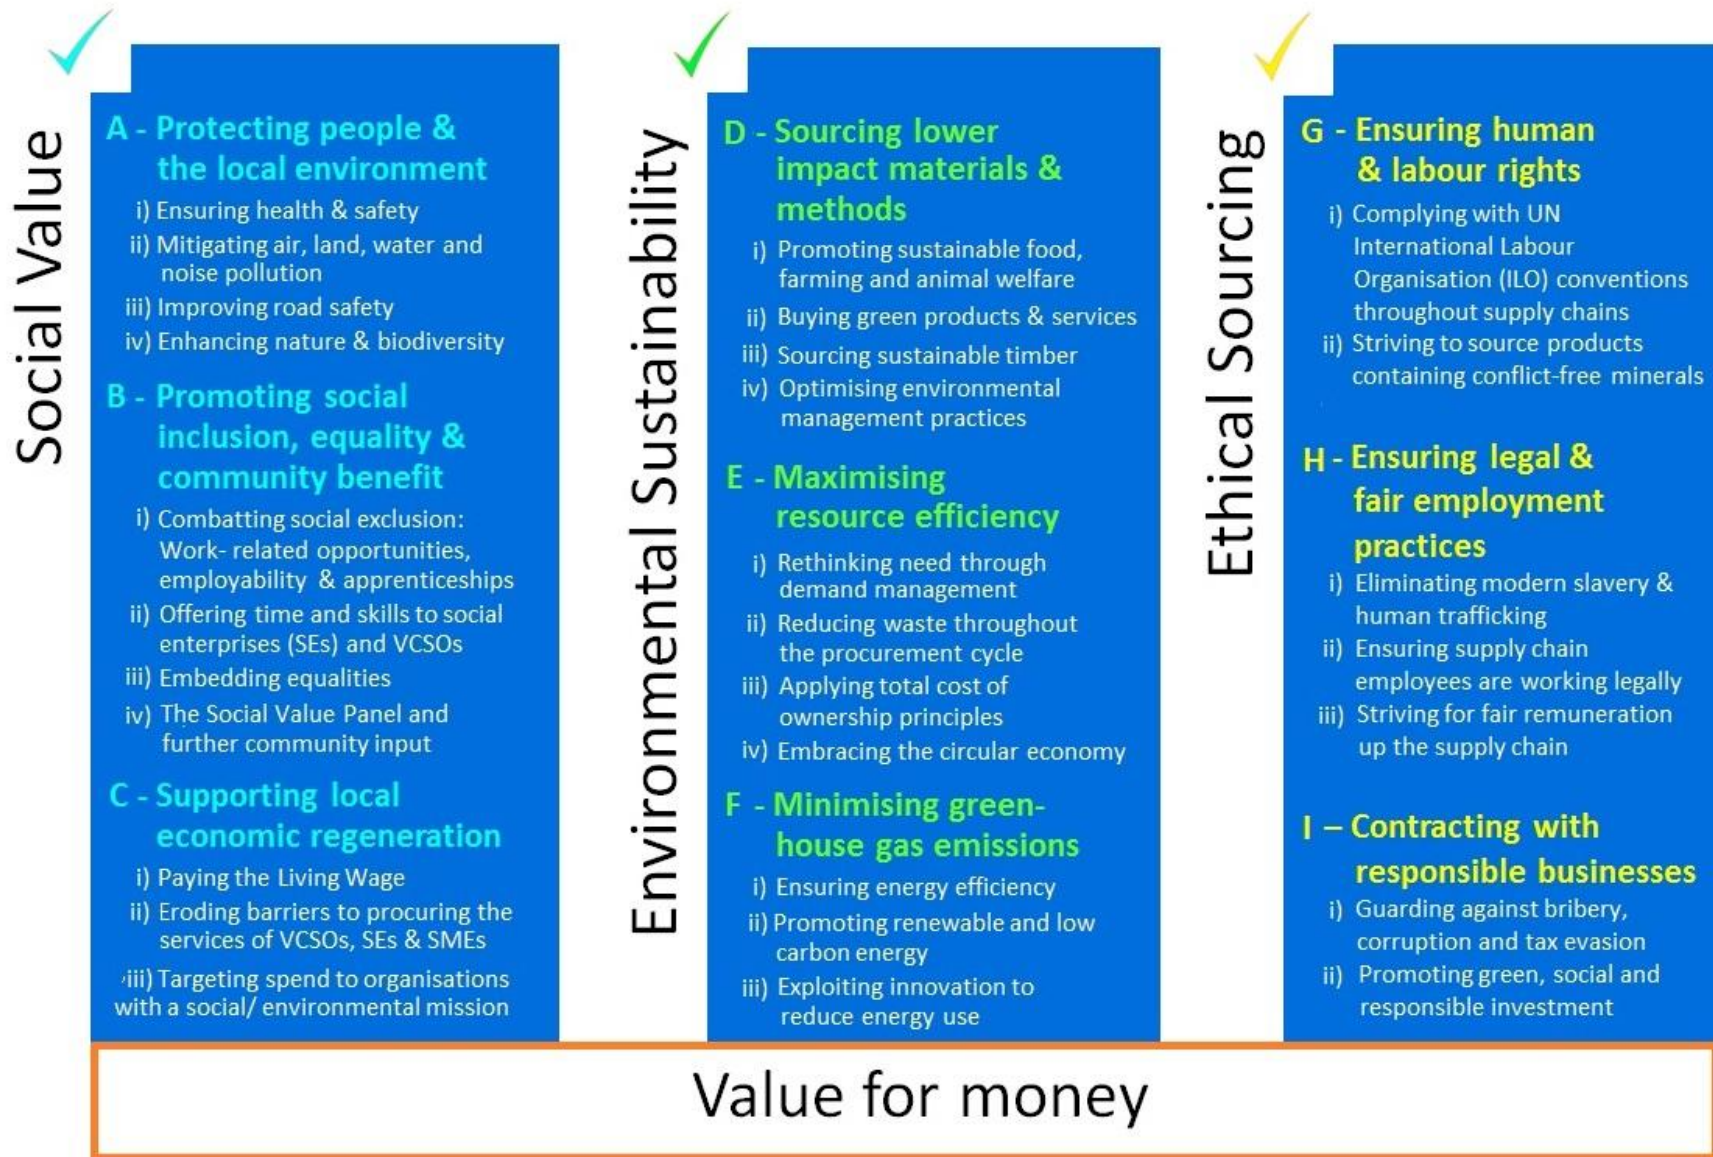 Social Value
A - Protecting people &
the local environment
i) Ensuring health & safety
ii) Mitigating air, land, water and
noise pollution
iii) Improving road safety
iv) Enhancing nature & biodiversity
B - Promoting social
inclusion, equality &
community benefit
i) Combatting social exclusion:
Work- related opportunities,
employability & apprenticeships
ii) Offering time and skills to social
enterprises (SEs) and VCSOs
iii) Embedding equalities
iv) The Social Value Panel and
further community input
C - Supporting local
economic regeneration
i) Paying the Living Wage
ii) Eroding barriers to procuring the
services of VCSOs, SEs & SMEs
iii) Targeting spend to organisations
with a social/ environmental mission
Environmental Sustainability
D - Sourcing lower
impact materials &
methods
i) Promoting sustainable food,
farming and animal welfare
ii) Buying green products & services
iii) Sourcing sustainable timber
iv) Optimising environmental
management practices
E - Maximising
resource efficiency
i) Rethinking need through
demand management
ii) Reducing waste throughout
the procurement cycle
iii) Applying total cost of
ownership principles
iv) Embracing the circular economy
F - Minimising green-
house gas emissions
i) Ensuring energy efficiency
ii) Promoting renewable and low
carbon energy
iii) Exploiting innovation to
reduce energy use
Ethical Sourcing
G - Ensuring human
& labour rights
i) Complying with UN
International Labour
Organisation (ILO) conventions
throughout supply chains
ii) Striving to source products
containing conflict-free minerals
H - Ensuring legal &
fair employment
practices
i) Eliminating modern slavery &
human trafficking
ii) Ensuring supply chain
employees are working legally
iii) Striving for fair remuneration
up the supply chain
I – Contracting with
responsible businesses
i) Guarding against bribery,
corruption and tax evasion
ii) Promoting green, social and
responsible investment
Value for money